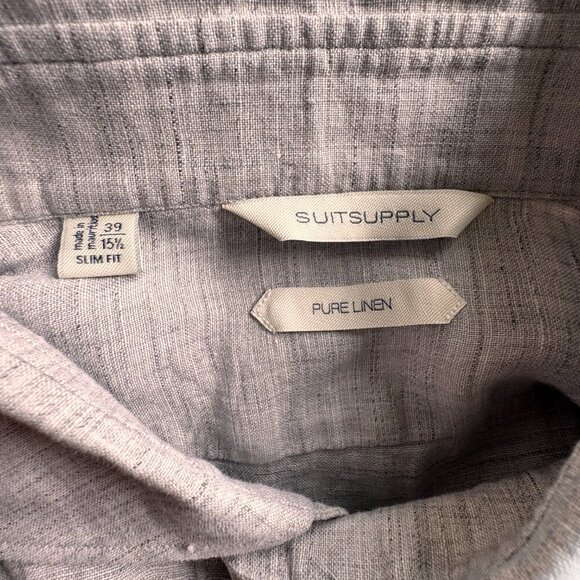 SUITSUPPLY
PURE LINEN
made in
mauritius
39
15½
SLIM FIT